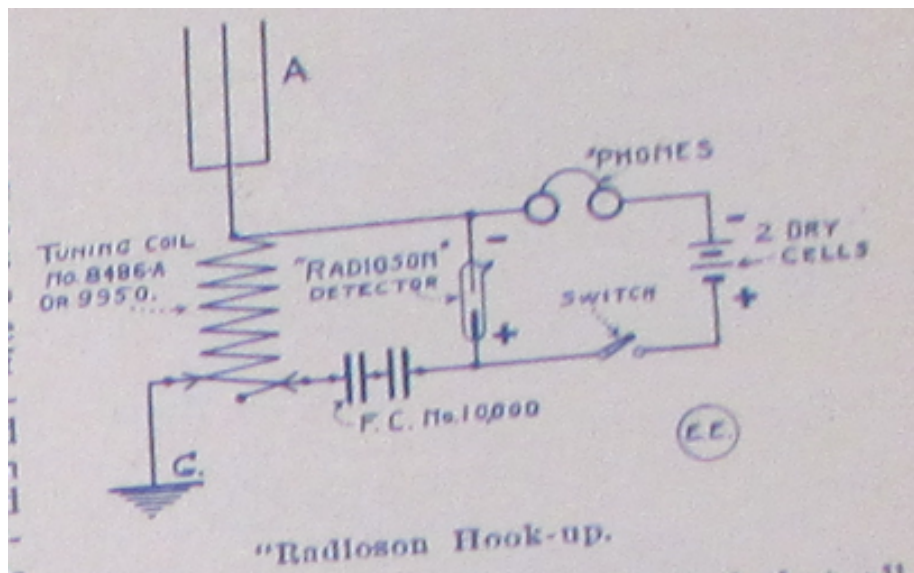 A
"PHONES
-
2 DRY
CELLS
+
TUNING COIL
No. 8486-A
OR 9950.
"RADIOSON"
DETECTOR
-
+
SWITCH
F.C. No. 10,000
G.
E.E.
"Radioson Hook-up.